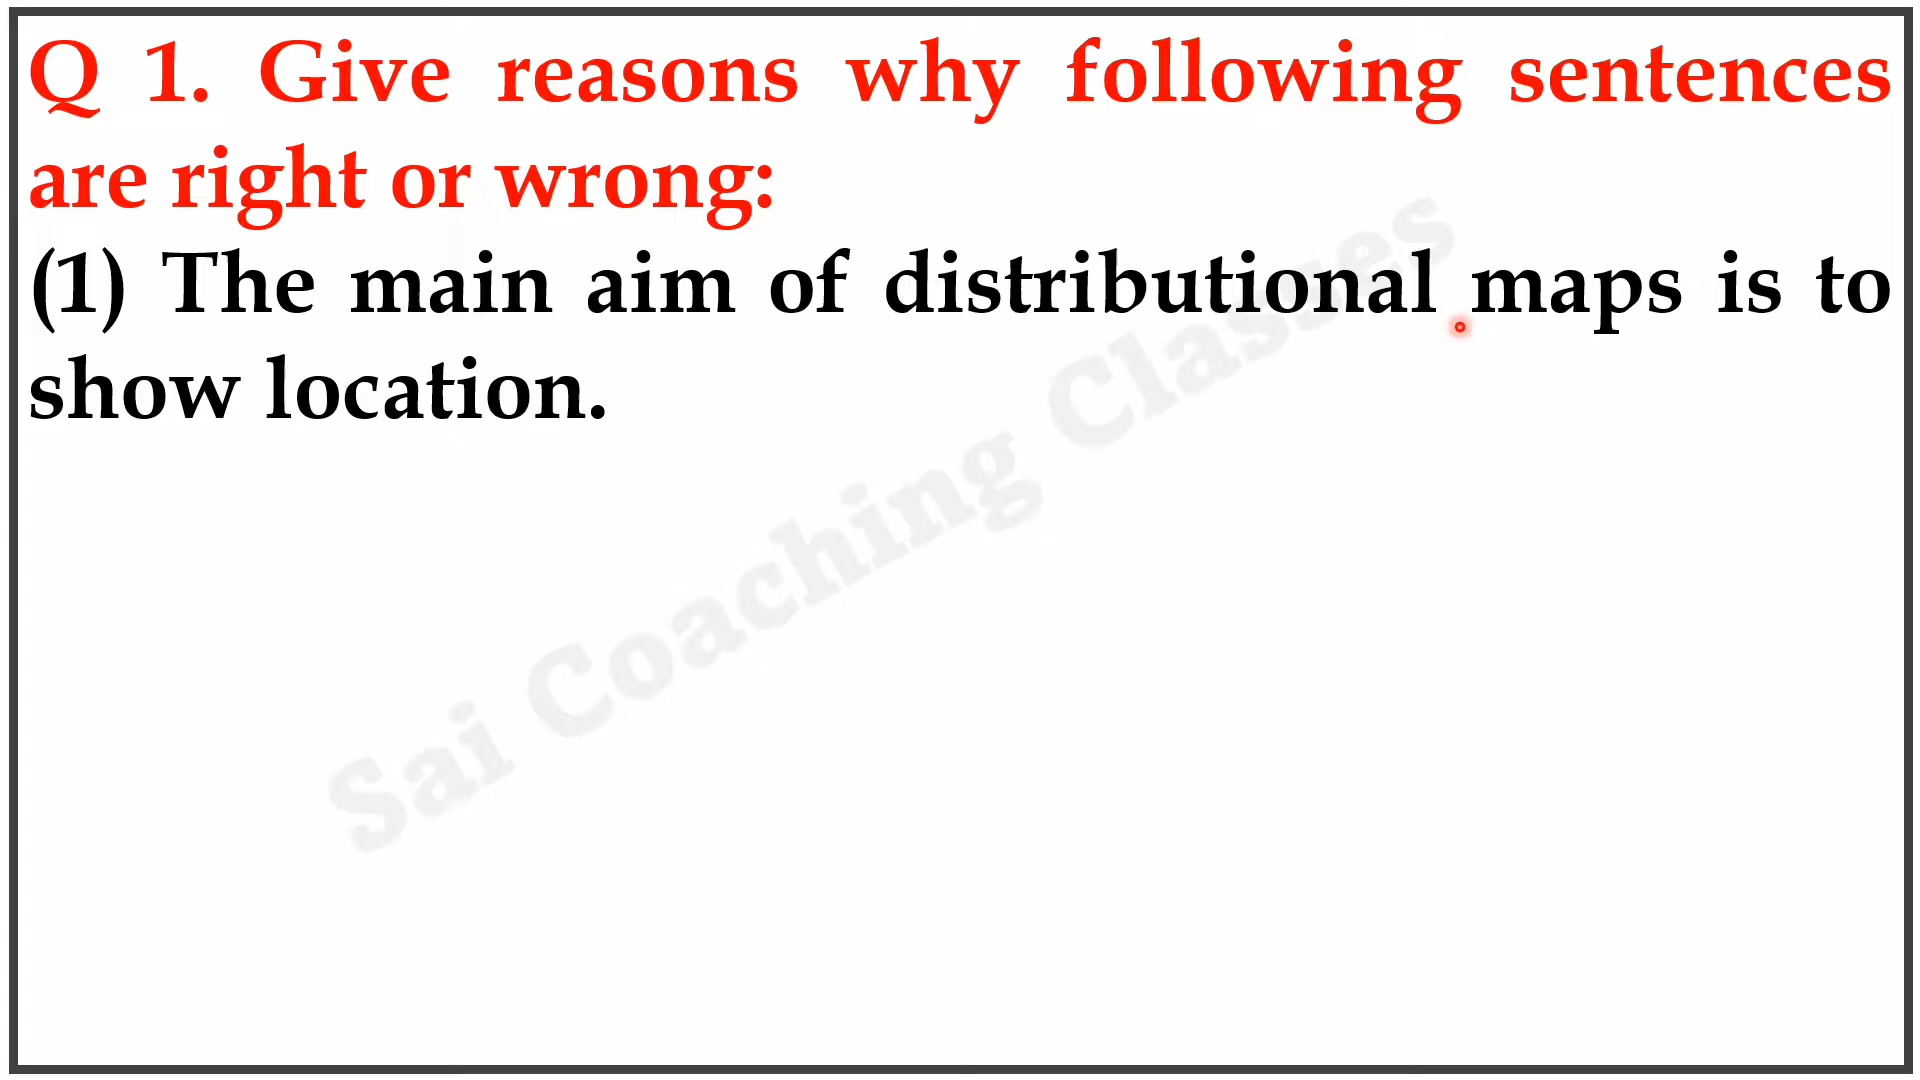 Q 1. Give reasons why following sentences
are right or wrong:
(1) The main aim of distributional maps is to
show location.
Sai Coaching Classes